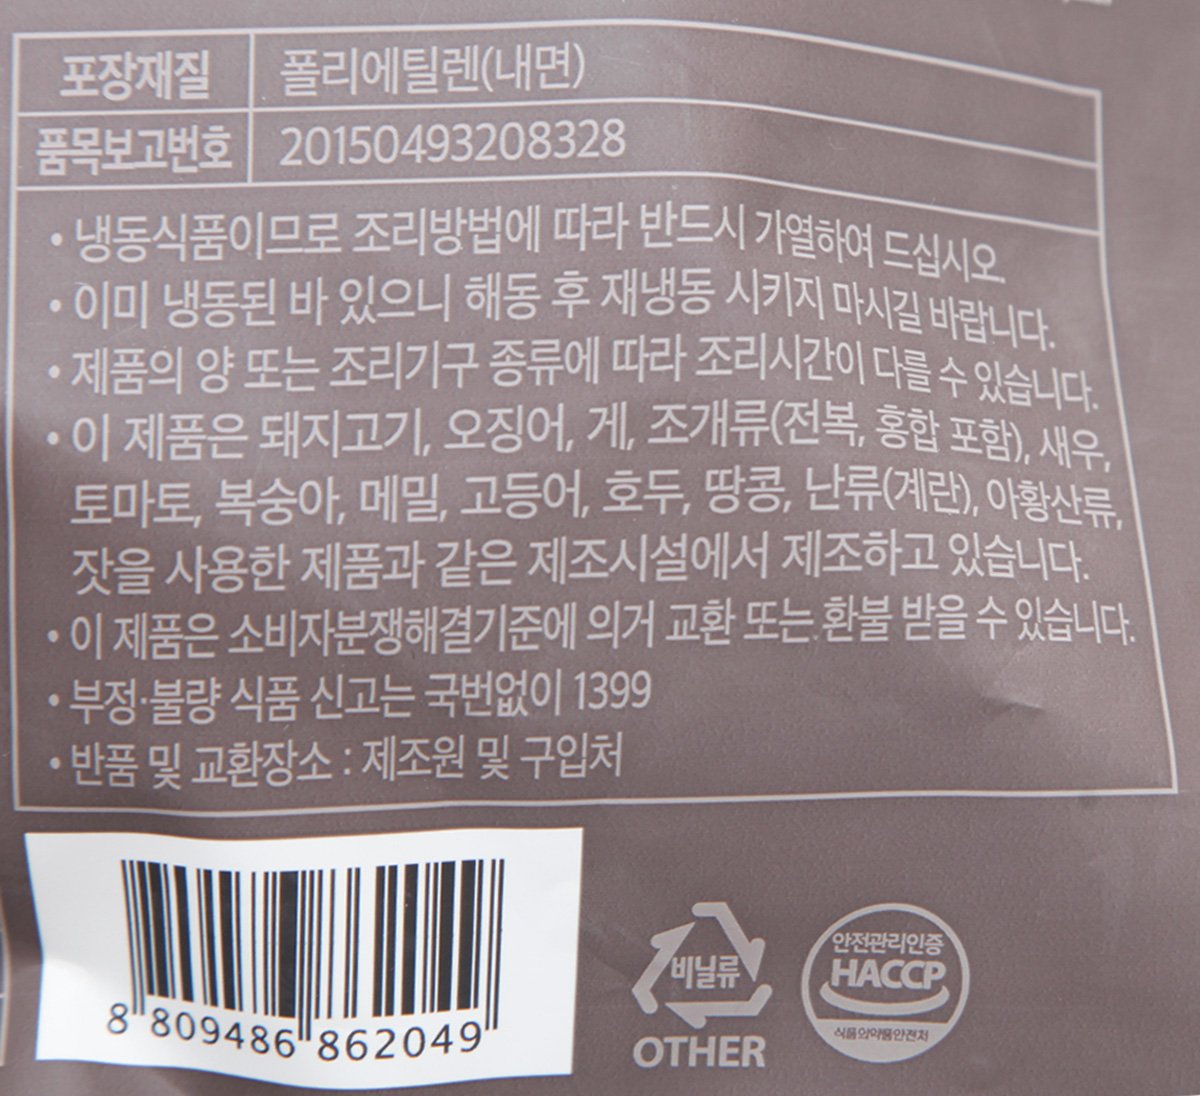 포장재질 폴리에틸렌(내면)
품목보고번호 20150493208328
• 냉동식품이므로 조리방법에 따라 반드시 가열하여 드십시오.
• 이미 냉동된 바 있으니 해동 후 재냉동 시키지 마시길 바랍니다.
• 제품의 양 또는 조리기구 종류에 따라 조리시간이 다를 수 있습니다.
• 이 제품은 돼지고기, 오징어, 게, 조개류(전복, 홍합 포함), 새우,
토마토, 복숭아, 메밀, 고등어, 호두, 땅콩, 난류(계란), 아황산류,
잣을 사용한 제품과 같은 제조시설에서 제조하고 있습니다.
• 이 제품은 소비자분쟁해결기준에 의거 교환 또는 환불 받을 수 있습니다.
• 부정·불량 식품 신고는 국번없이 1399
• 반품 및 교환장소 : 제조원 및 구입처
8 809486 862049
비닐류
OTHER
안전관리인증
HACCP
식품의약품안전처